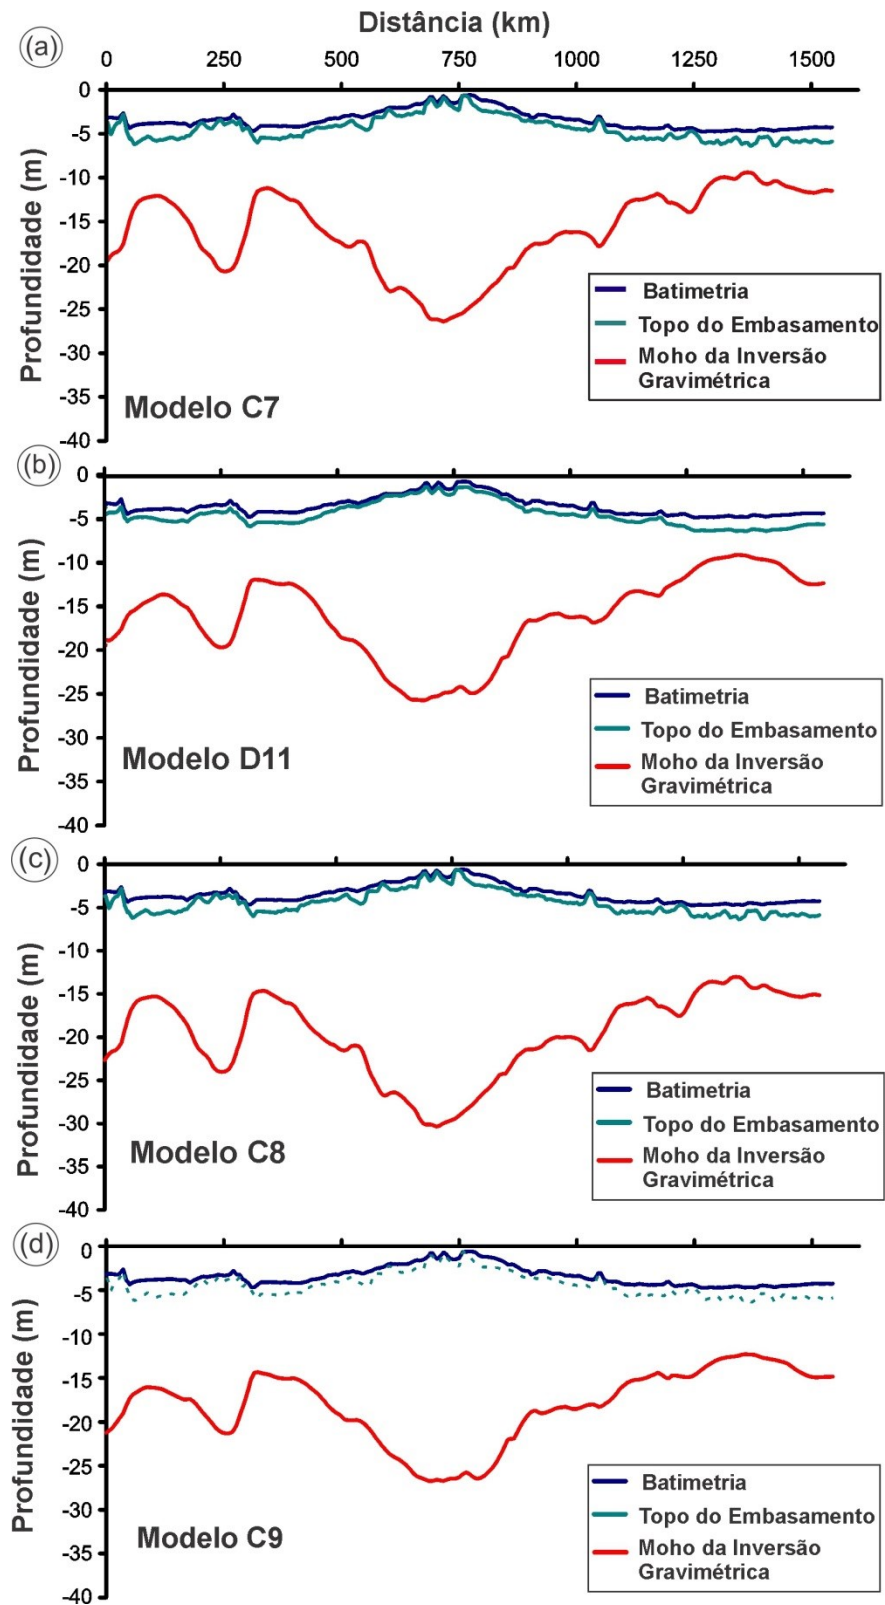 Distância (km)
(a)
0 250 500 750 1000 1250 1500
Profundidade (m)
0
-5
-10
-15
-20
-25
-30
-35
-40
Batimetria
Topo do Embasamento
Moho da Inversão
Gravimétrica
Modelo C7
(b)
Profundidade (m)
0
-5
-10
-15
-20
-25
-30
-35
-40
Batimetria
Topo do Embasamento
Moho da Inversão
Gravimétrica
Modelo D11
(c)
Profundidade (m)
0
-5
-10
-15
-20
-25
-30
-35
-40
Batimetria
Topo do Embasamento
Moho da Inversão
Gravimétrica
Modelo C8
(d)
Profundidade (m)
0
-5
-10
-15
-20
-25
-30
-35
-40
Batimetria
Topo do Embasamento
Moho da Inversão
Gravimétrica
Modelo C9